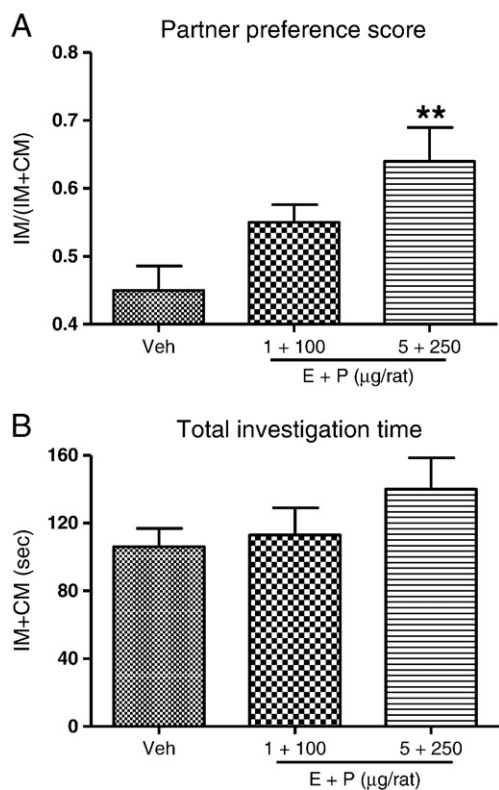 A
Partner preference score
0.8
0.7
0.6
0.5
0.4
IM/(IM+CM)
**
Veh
1 + 100
5 + 250
E + P (μg/rat)
B
Total investigation time
160
120
80
40
0
IM+CM (sec)
Veh
1 + 100
5 + 250
E + P (μg/rat)